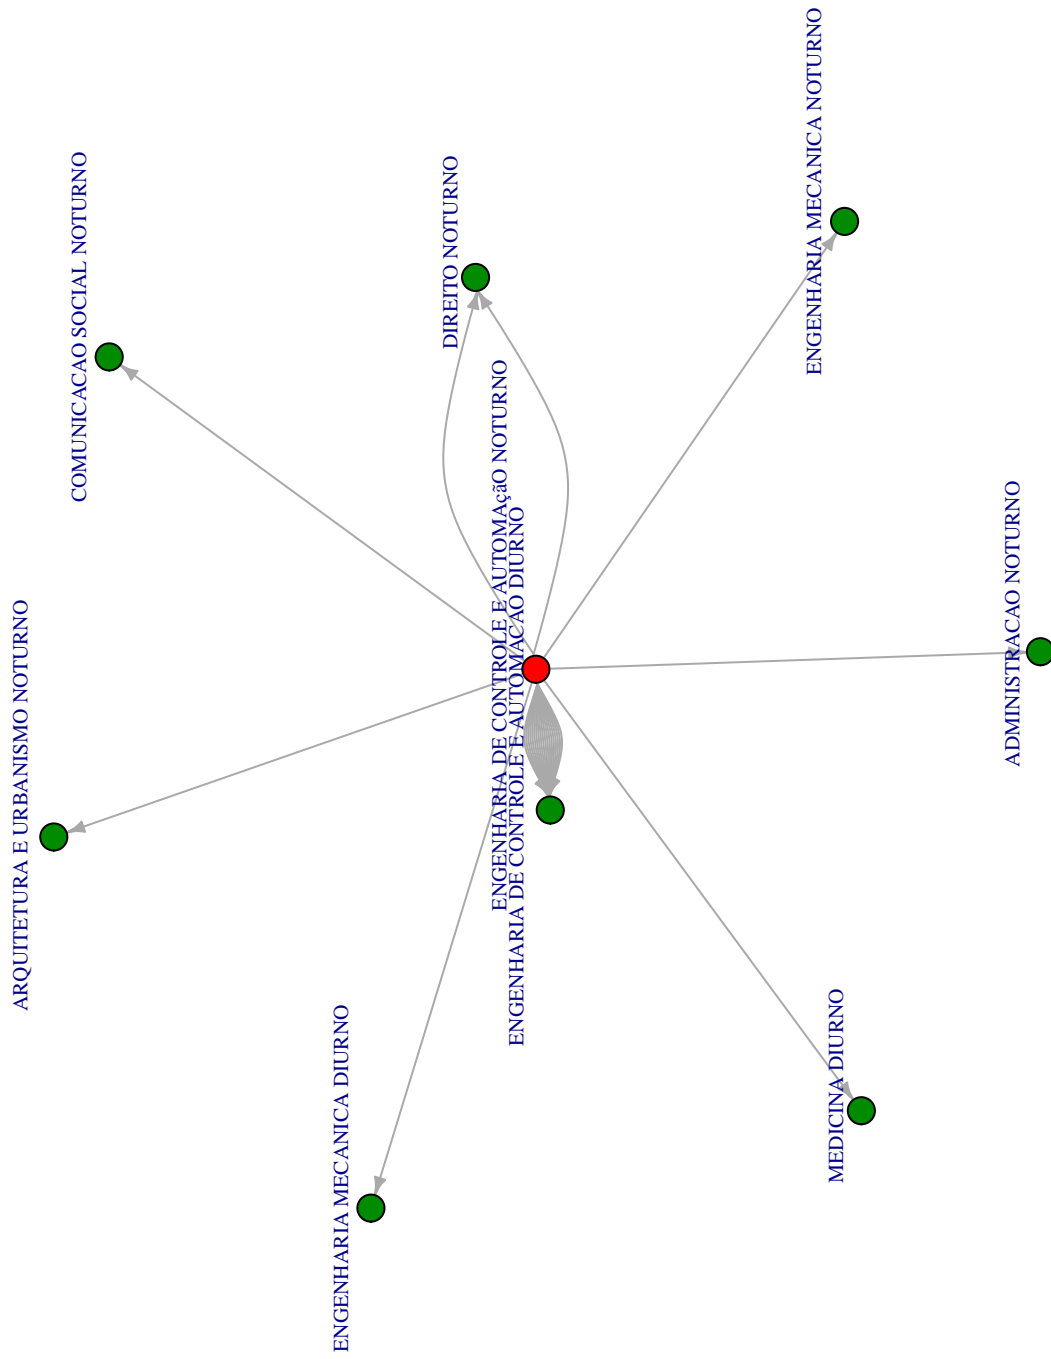 ENGENHARIA MECANICA NOTURNO
COMUNICACAO SOCIAL NOTURNO
DIREITO NOTURNO
ENGENHARIA DE CONTROLE E AUTOMAçãO NOTURNO
ENGENHARIA DE CONTROLE E AUTOMACAO DIURNO
ADMINISTRACAO NOTURNO
ARQUITETURA E URBANISMO NOTURNO
ENGENHARIA MECANICA DIURNO
MEDICINA DIURNO